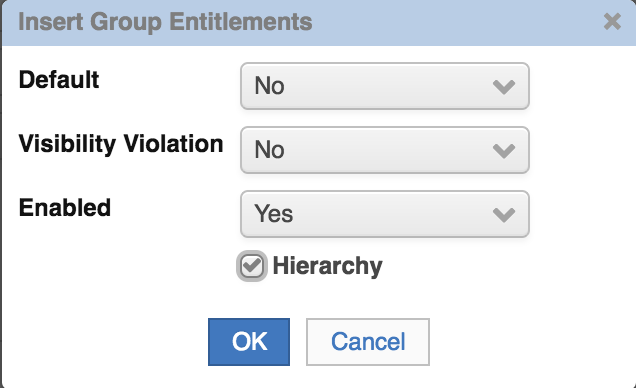 Insert Group Entitlements
Default No
Visibility Violation No
Enabled Yes
Hierarchy
OK Cancel